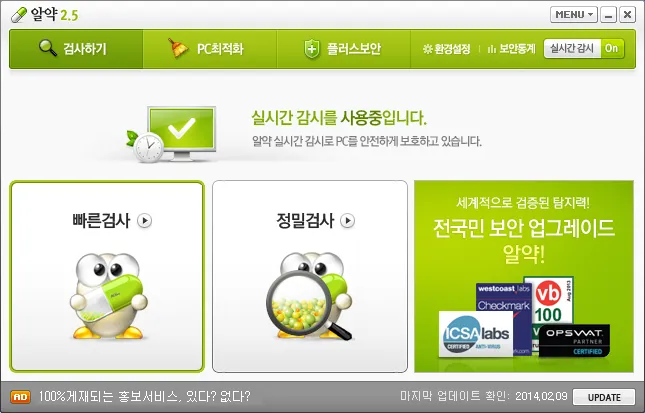 알약 2.5
MENU
검사하기
PC최적화
플러스보안
환경설정
보안통계
실시간 감시 On
실시간 감시를 사용중입니다.
알약 실시간 감시로 PC를 안전하게 보호하고 있습니다.
빠른검사
정밀검사
세계적으로 검증된 탐지력!
전국민 보안 업그레이드
알약!
westcoast_labs
Checkmark
vb
100
Aug 2013
ICSA labs
CERTIFIED ANTI-VIRUS
OPSWAT
PARTNER
CERTIFIED
AD 100%게재되는 홍보서비스, 있다? 없다?
마지막 업데이트 확인: 2014.02.09
UPDATE